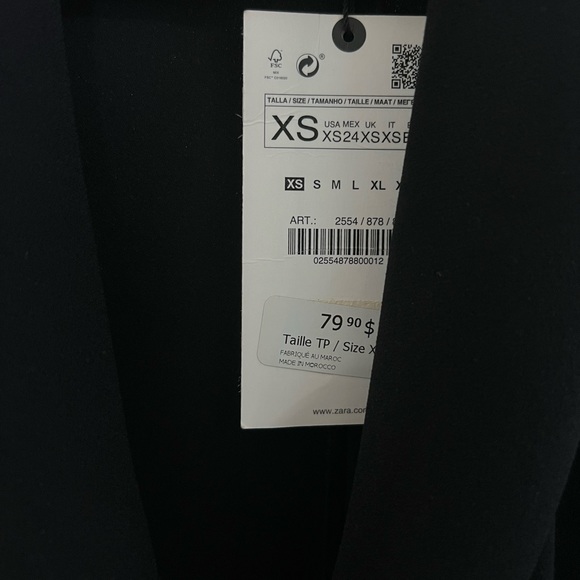 FSC
®
TALLA / SIZE / TAMANHO / TAILLE / MAAT /
XS
USA MEX UK IT
XS 24 XS XS
XS S M L XL
ART.: 2554 / 878 /
02554878800012
79 90 $
Taille TP / Size
FABRIQUÉ AU MAROC
MADE IN MOROCCO
www.zara.com